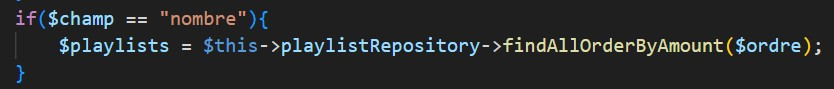 if($champ == "nombre"){
    $playlists = $this->playlistRepository->findAllOrderByAmount($ordre);
}